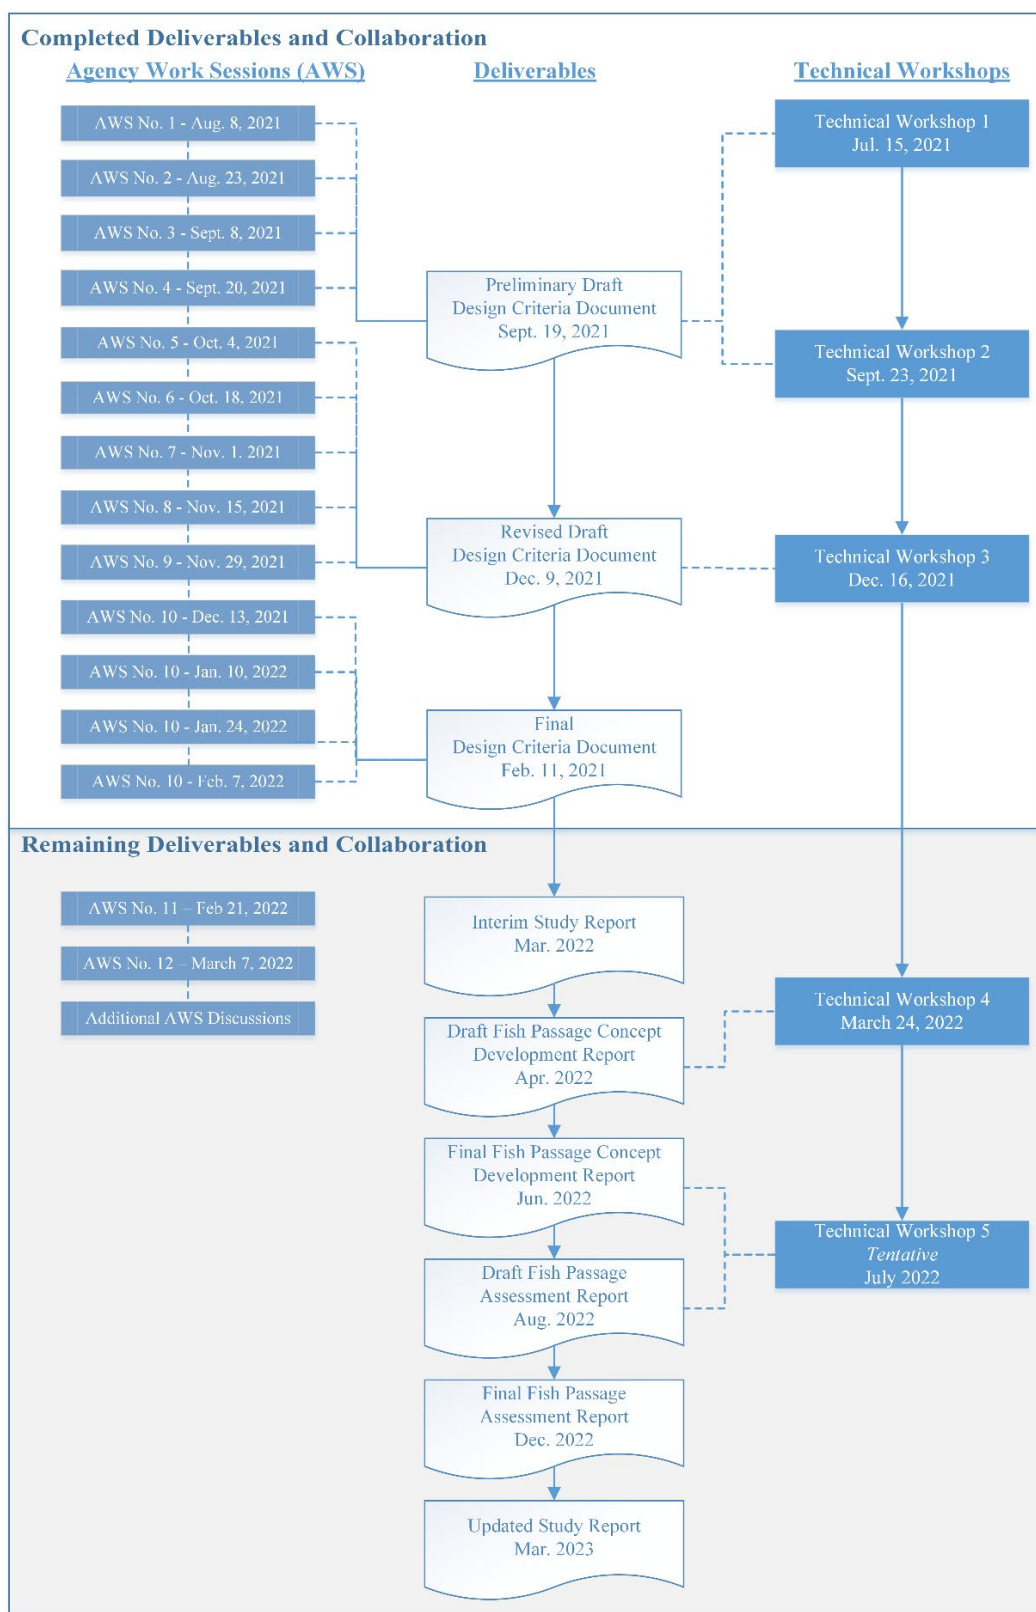 Completed Deliverables and Collaboration
Agency Work Sessions (AWS)
Deliverables
Technical Workshops
AWS No. 1 - Aug. 8, 2021
AWS No. 2 - Aug. 23, 2021
AWS No. 3 - Sept. 8, 2021
AWS No. 4 - Sept. 20, 2021
AWS No. 5 - Oct. 4, 2021
AWS No. 6 - Oct. 18, 2021
AWS No. 7 - Nov. 1. 2021
AWS No. 8 - Nov. 15, 2021
AWS No. 9 - Nov. 29, 2021
AWS No. 10 - Dec. 13, 2021
AWS No. 10 - Jan. 10, 2022
AWS No. 10 - Jan. 24, 2022
AWS No. 10 - Feb. 7, 2022
Preliminary Draft
Design Criteria Document
Sept. 19, 2021
Revised Draft
Design Criteria Document
Dec. 9, 2021
Final
Design Criteria Document
Feb. 11, 2021
Technical Workshop 1
Jul. 15, 2021
Technical Workshop 2
Sept. 23, 2021
Technical Workshop 3
Dec. 16, 2021
Remaining Deliverables and Collaboration
AWS No. 11 – Feb 21, 2022
AWS No. 12 – March 7, 2022
Additional AWS Discussions
Interim Study Report
Mar. 2022
Draft Fish Passage Concept
Development Report
Apr. 2022
Final Fish Passage Concept
Development Report
Jun. 2022
Draft Fish Passage
Assessment Report
Aug. 2022
Final Fish Passage
Assessment Report
Dec. 2022
Updated Study Report
Mar. 2023
Technical Workshop 4
March 24, 2022
Technical Workshop 5
Tentative
July 2022